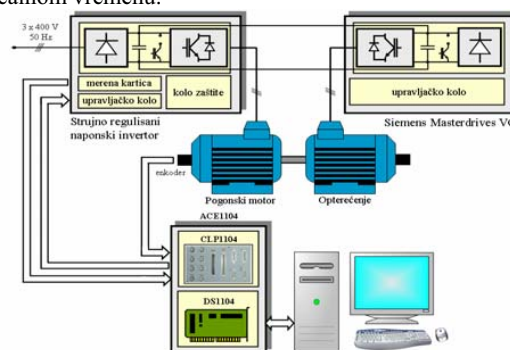 realnom vremenu.
3 x 400 V
50 Hz
merena kartica
upravljačko kolo
kolo zaštite
upravljačko kolo
Strujno regulisani
naponski invertor
Siemens Masterdrives VC
enkoder
Pogonski motor
Opterećenje
ACE1104
CLP1104
DS1104